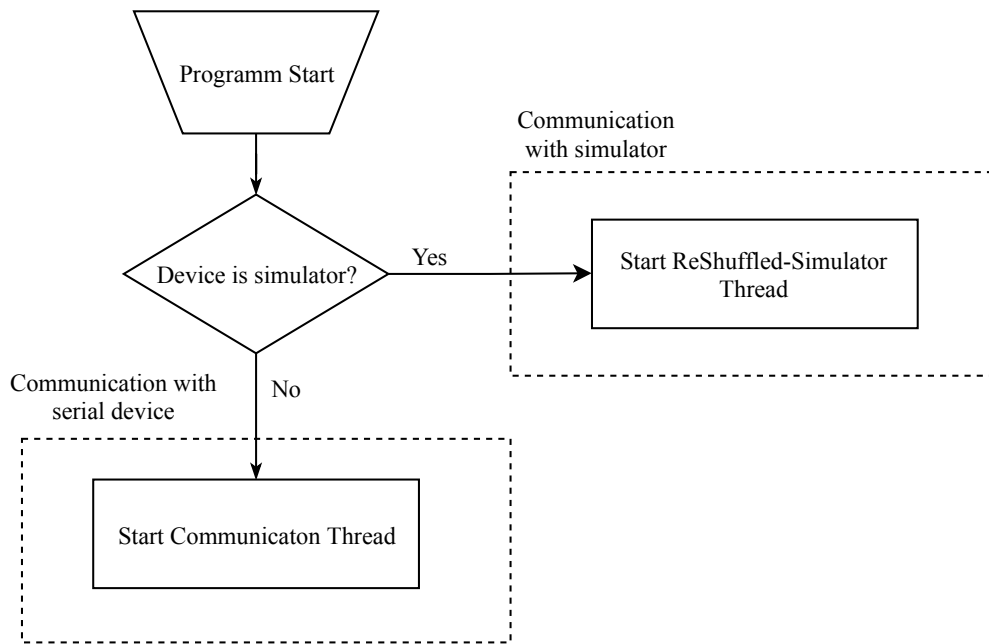 Programm Start
Communication
with simulator
Device is simulator?
Yes
Start ReShuffled-Simulator
Thread
Communication with
serial device
No
Start Communicaton Thread